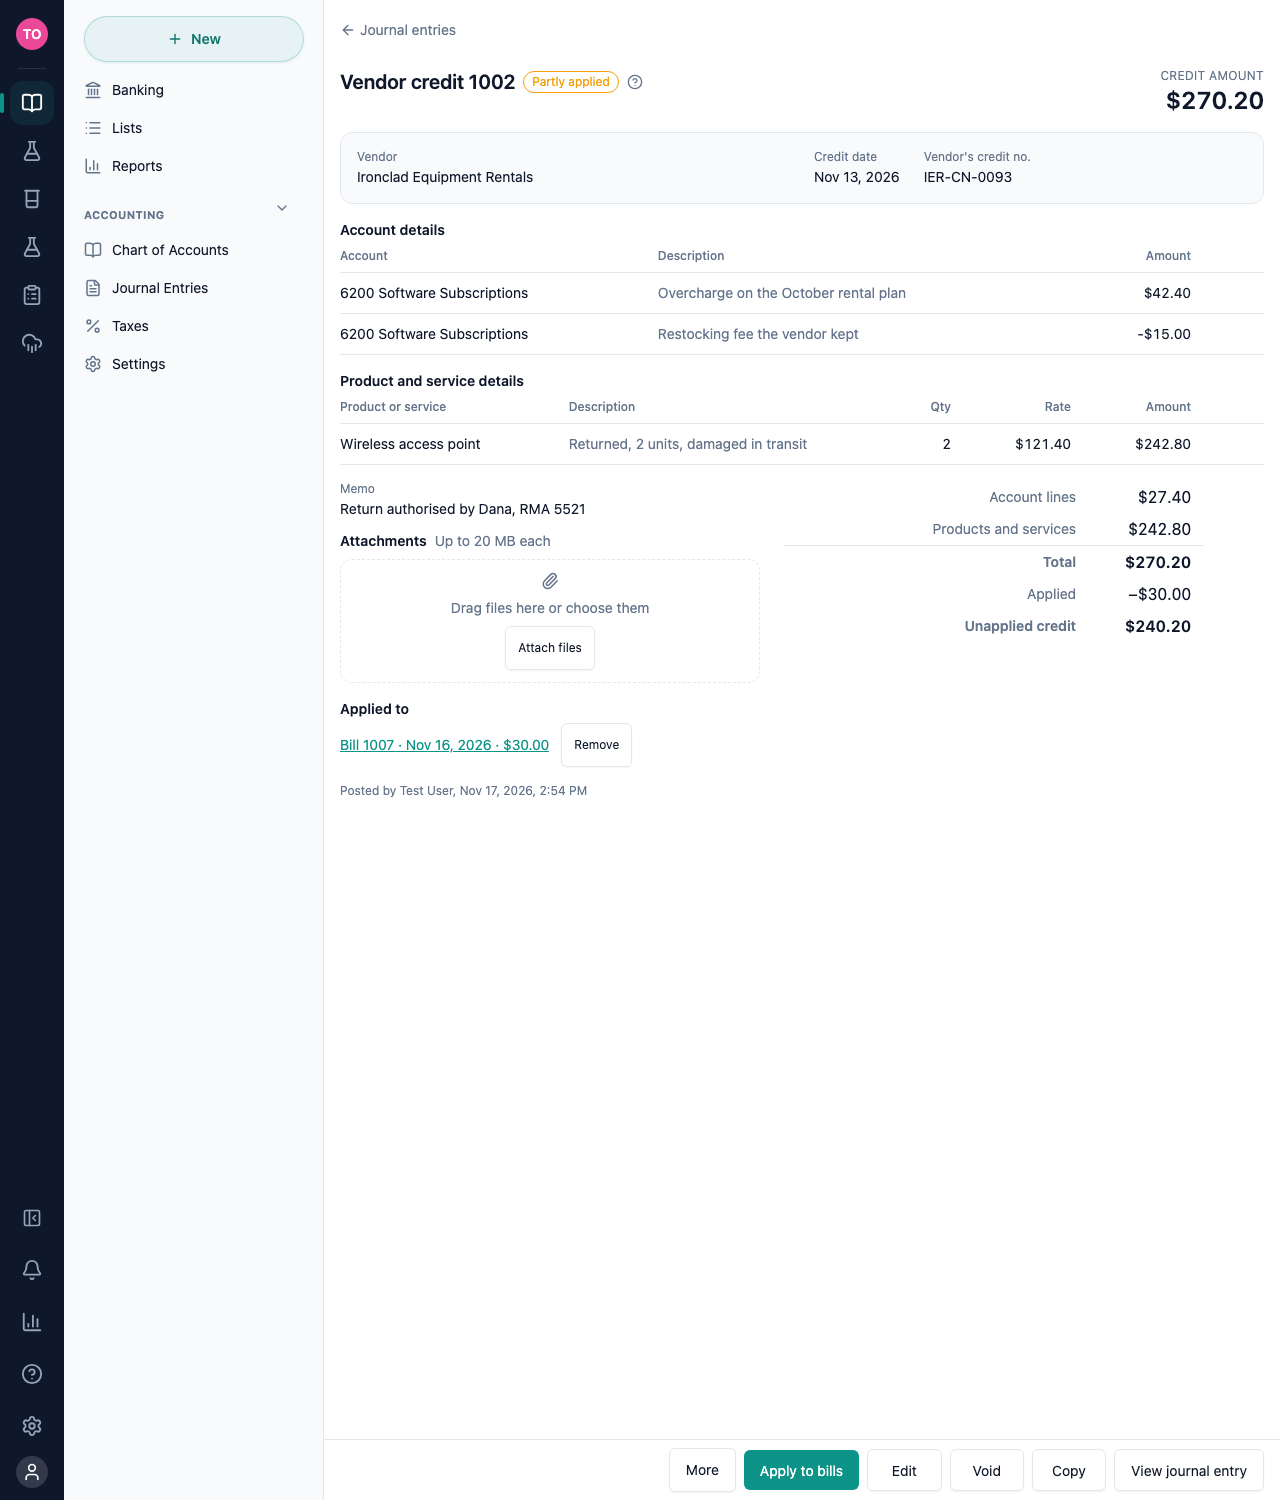 TO
New
Banking
Lists
Reports
ACCOUNTING
Chart of Accounts
Journal Entries
Taxes
Settings
Journal entries
Vendor credit 1002 Partly applied
CREDIT AMOUNT
$270.20
Vendor Credit date Vendor's credit no.
Ironclad Equipment Rentals Nov 13, 2026 IER-CN-0093
Account details
Account Description Amount
6200 Software Subscriptions Overcharge on the October rental plan $42.40
6200 Software Subscriptions Restocking fee the vendor kept -$15.00
Product and service details
Product or service Description Qty Rate Amount
Wireless access point Returned, 2 units, damaged in transit 2 $121.40 $242.80
Memo
Return authorised by Dana, RMA 5521
Attachments Up to 20 MB each
Drag files here or choose them
Attach files
Account lines $27.40
Products and services $242.80
Total $270.20
Applied –$30.00
Unapplied credit $240.20
Applied to
Bill 1007 · Nov 16, 2026 · $30.00 Remove
Posted by Test User, Nov 17, 2026, 2:54 PM
More Apply to bills Edit Void Copy View journal entry